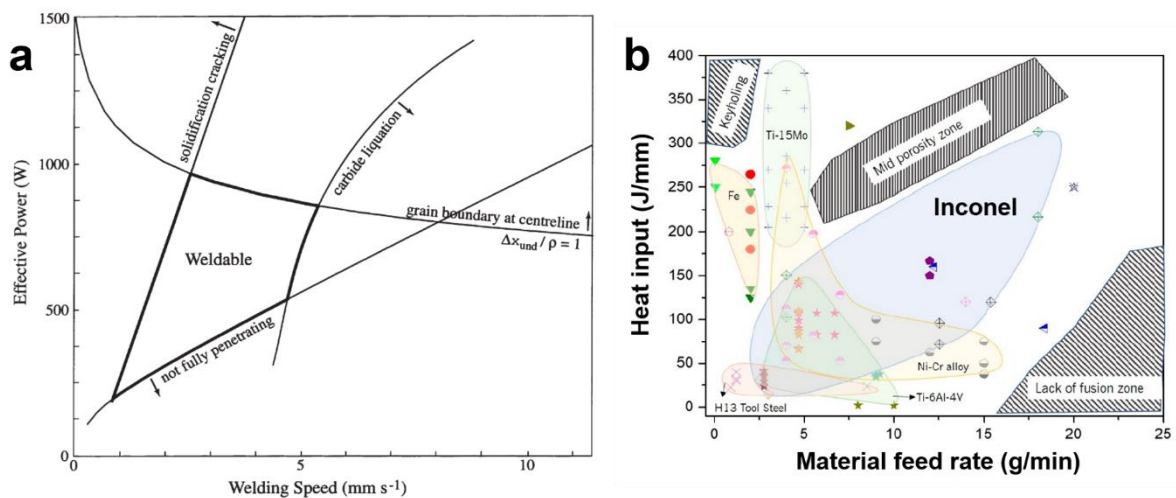 a
1500
1000
500
0
5
10
Effective Power (W)
Welding Speed (mm s⁻¹)
solidification cracking
carbide liquation
grain boundary at centreline
Δx_und / ρ = 1
Weldable
not fully penetrating
b
400
350
300
250
200
150
100
50
0
0
5
10
15
20
25
Heat input (J/mm)
Material feed rate (g/min)
Keyholing
Ti-15Mo
Mid porosity zone
Fe
Inconel
Ni-Cr alloy
Lack of fusion zone
H13 Tool Steel
Ti-6Al-4V